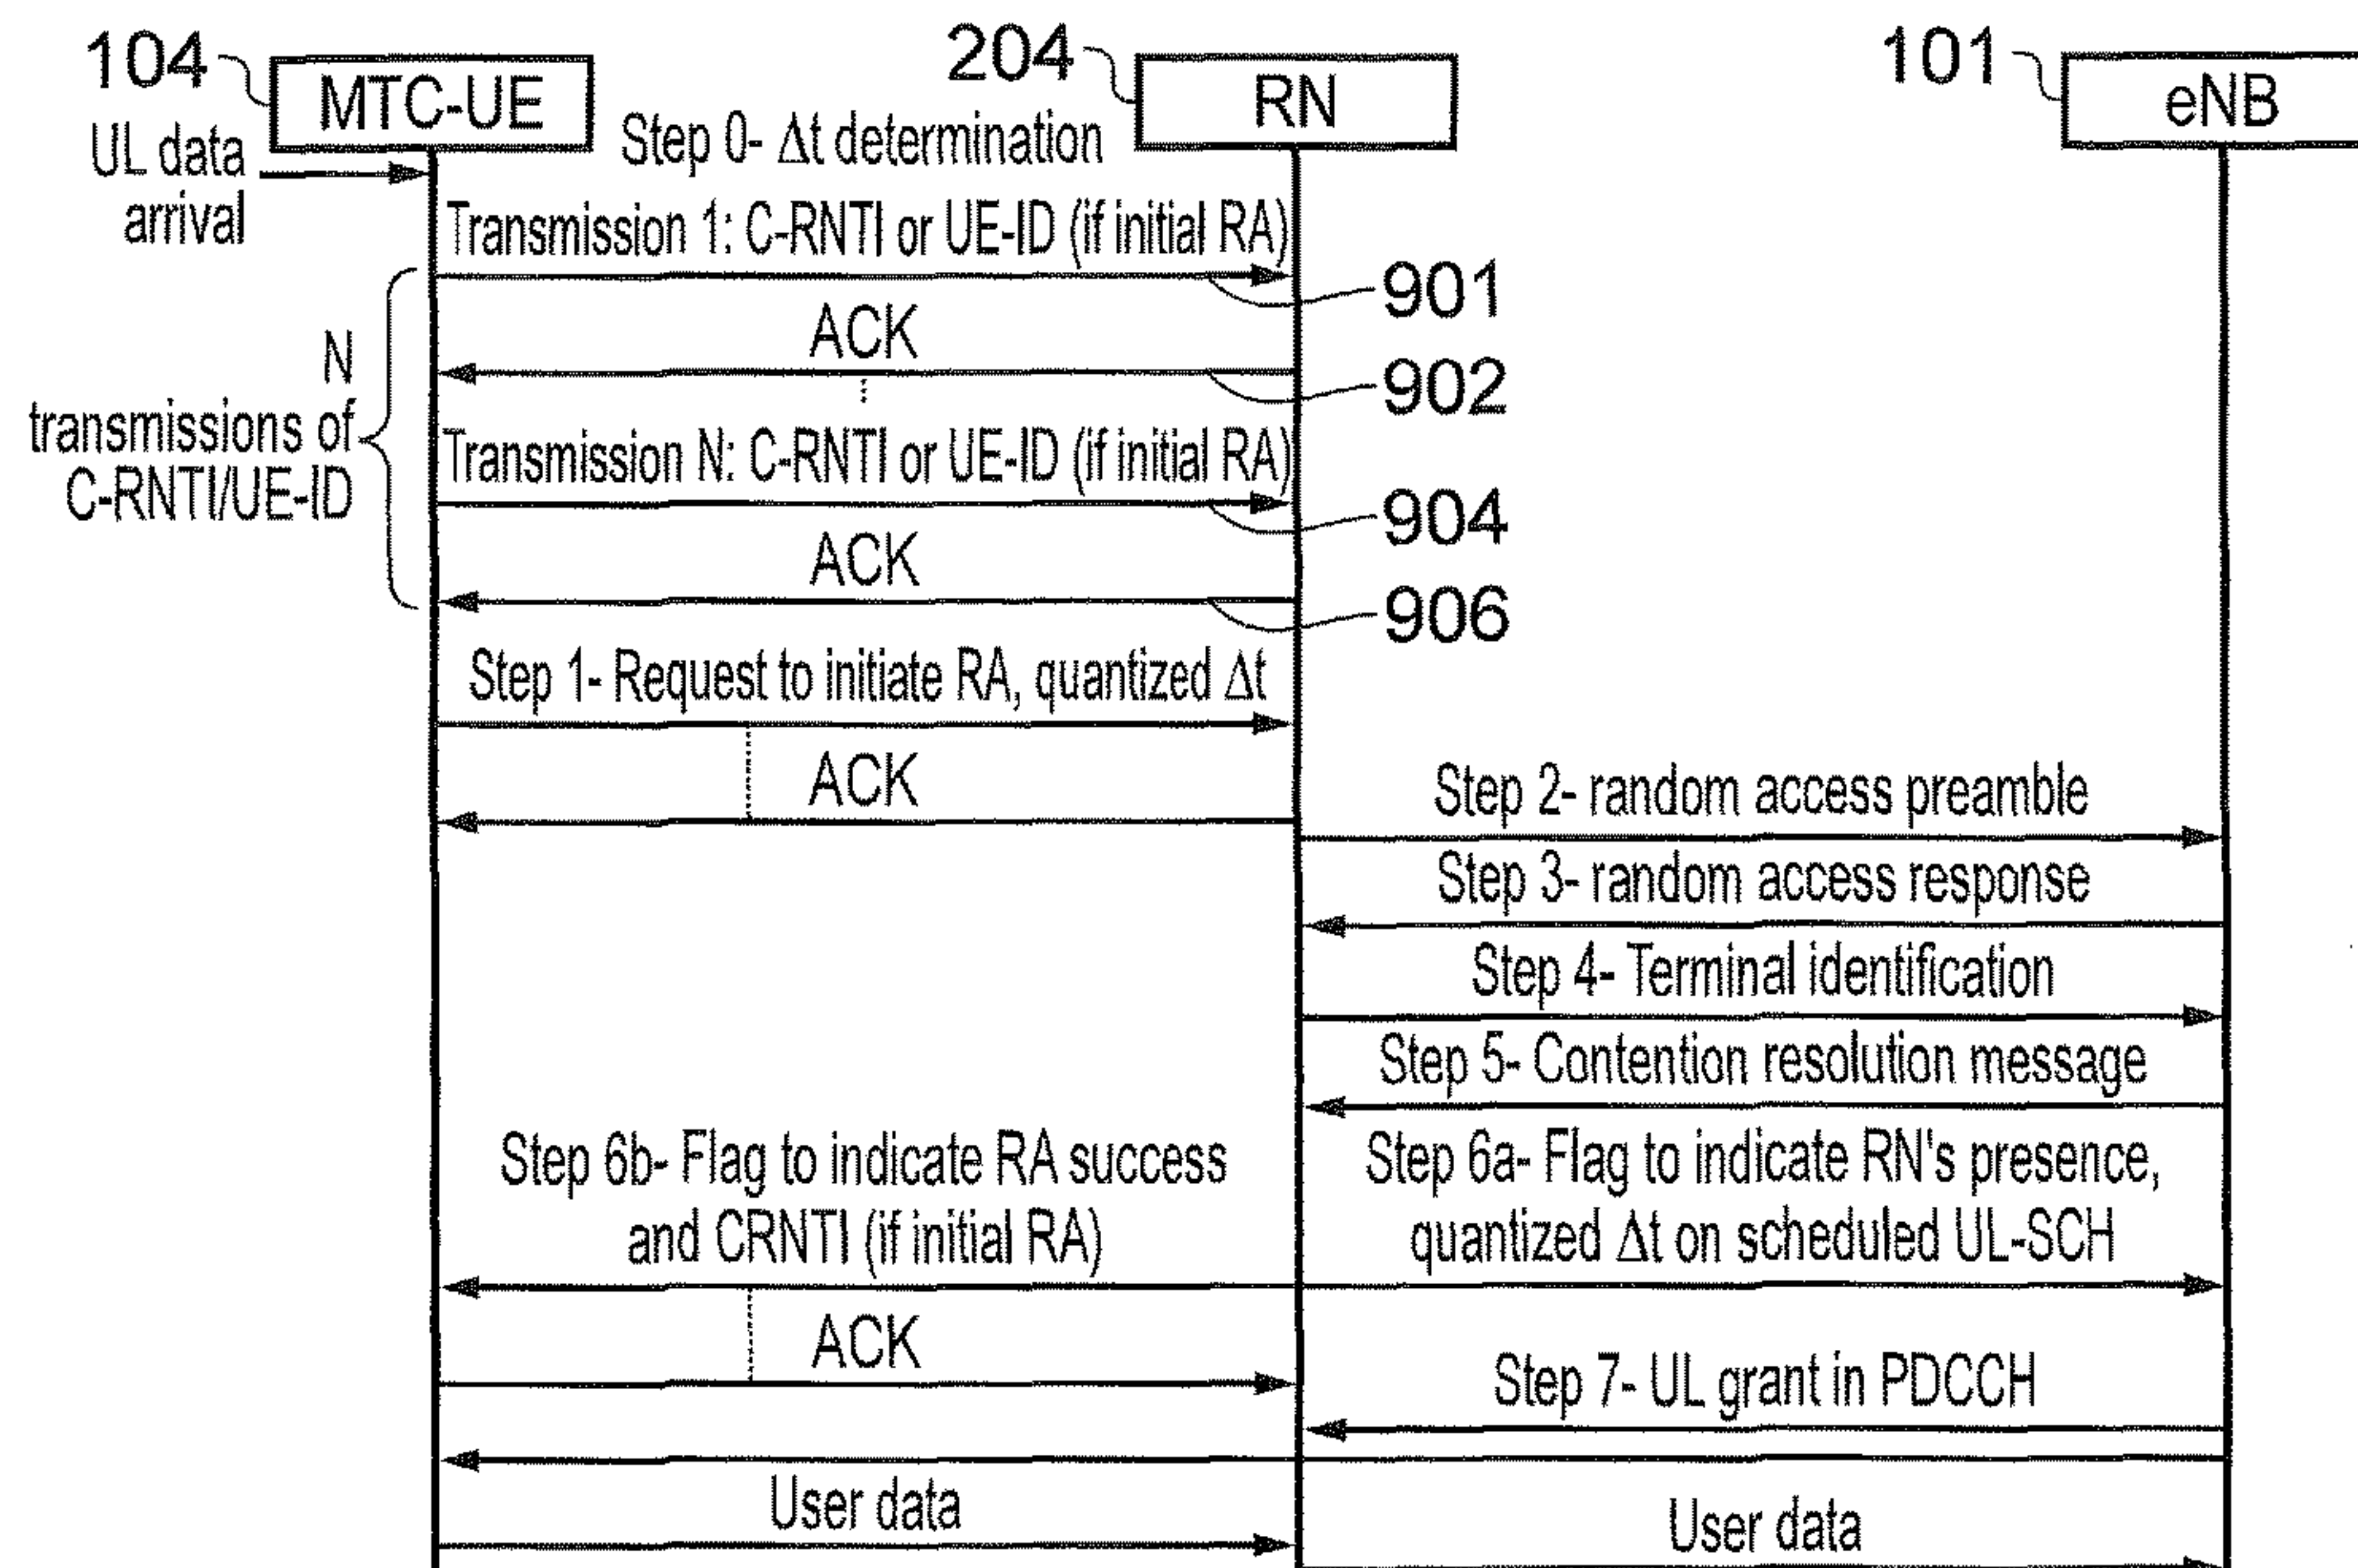 104
MTC-UE
204
RN
101
eNB
UL data
arrival
Step 0- Δt determination
Transmission 1: C-RNTI or UE-ID (if initial RA)
901
ACK
902
N
transmissions of
C-RNTI/UE-ID
Transmission N: C-RNTI or UE-ID (if initial RA)
904
ACK
906
Step 1- Request to initiate RA, quantized Δt
ACK
Step 2- random access preamble
Step 3- random access response
Step 4- Terminal identification
Step 5- Contention resolution message
Step 6b- Flag to indicate RA success
and CRNTI (if initial RA)
Step 6a- Flag to indicate RN's presence,
quantized Δt on scheduled UL-SCH
ACK
Step 7- UL grant in PDCCH
User data
User data